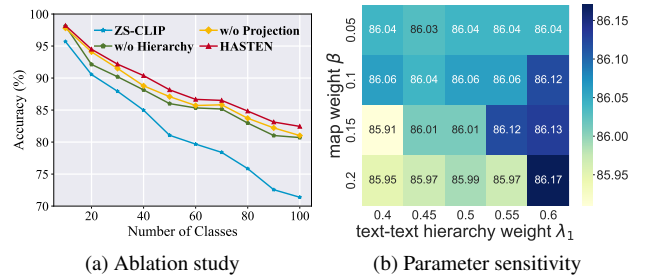 100
95
90
85
80
75
70
Accuracy (%)
ZS-CLIP
w/o Projection
w/o Hierarchy
HASTEN
20 40 60 80 100
Number of Classes
(a) Ablation study
map weight β
0.05 86.04 86.03 86.04 86.04 86.04
0.1 86.06 86.04 86.06 86.06 86.12
0.15 85.91 86.01 86.01 86.12 86.13
0.2 85.95 85.97 85.99 85.97 86.17
0.4 0.45 0.5 0.55 0.6
text-text hierarchy weight λ₁
86.15
86.10
86.05
86.00
85.95
(b) Parameter sensitivity